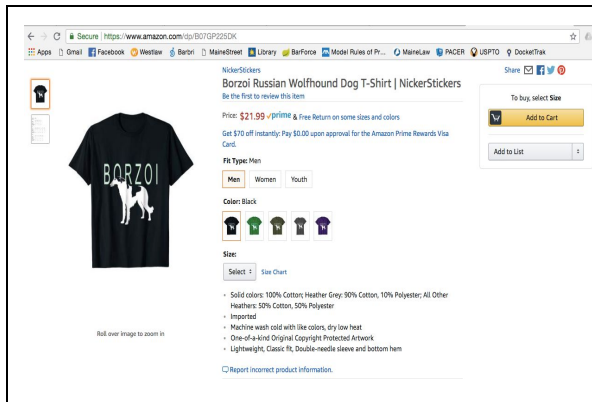 Secure | https://www.amazon.com/dp/B07GP225DK
Apps Gmail Facebook Westlaw Barbri MaineStreet Library BarForce Model Rules of Pr... MaineLaw PACER USPTO DocketTrak
NickerStickers
Borzoi Russian Wolfhound Dog T-Shirt | NickerStickers
Be the first to review this item
Price: $21.99 prime & Free Return on some sizes and colors
Get $70 off instantly: Pay $0.00 upon approval for the Amazon Prime Rewards Visa
Card.
Fit Type: Men
Men Women Youth
Color: Black
Size:
Select Size Chart
• Solid colors: 100% Cotton; Heather Grey: 90% Cotton, 10% Polyester; All Other
Heathers: 50% Cotton, 50% Polyester
• Imported
• Machine wash cold with like colors, dry low heat
• One-of-a-kind Original Copyright Protected Artwork
• Lightweight, Classic fit, Double-needle sleeve and bottom hem
Report incorrect product information.
BORZOI
Roll over image to zoom in
Share
To buy, select Size
Add to Cart
Add to List